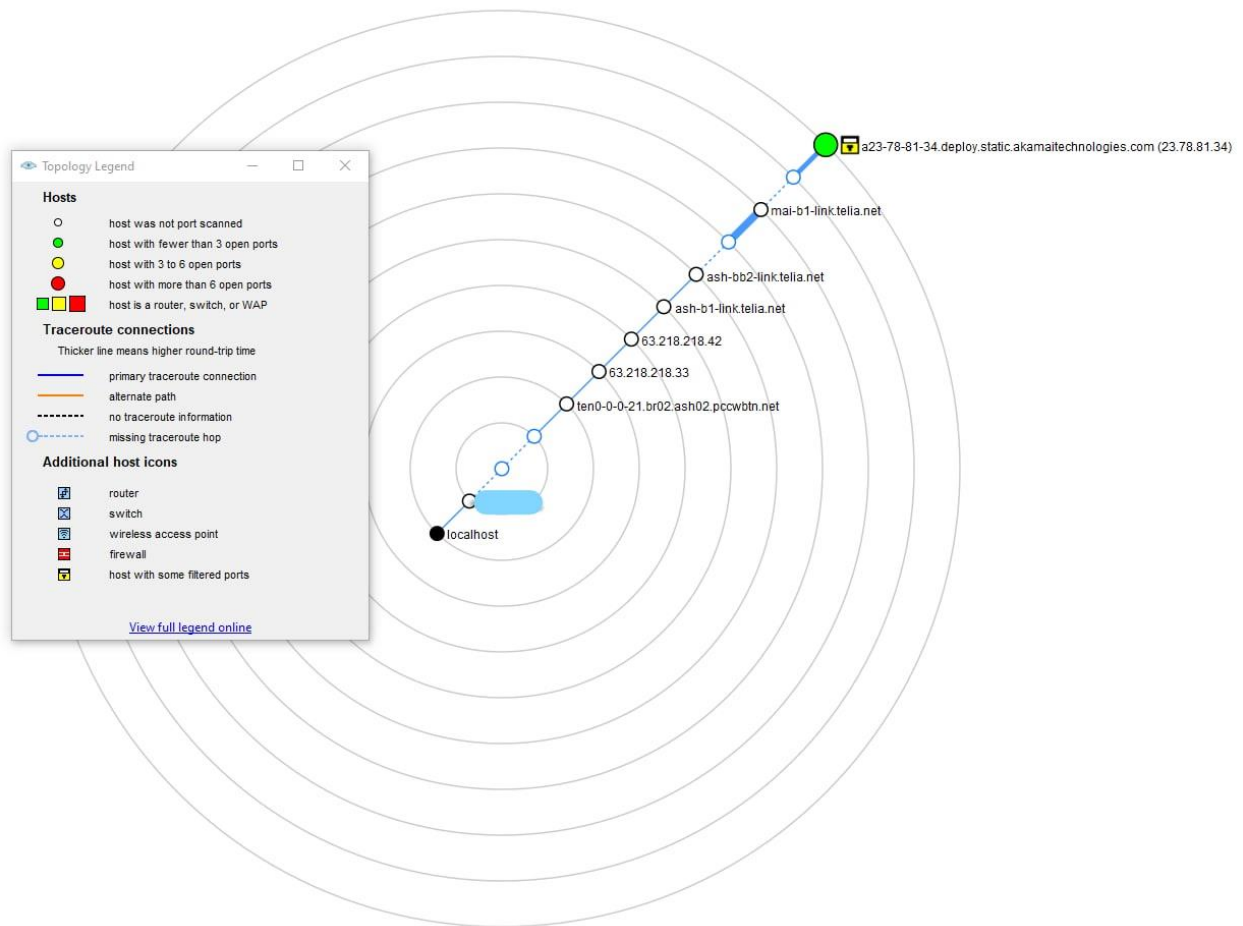 Topology Legend
Hosts
host was not port scanned
host with fewer than 3 open ports
host with 3 to 6 open ports
host with more than 6 open ports
host is a router, switch, or WAP
Traceroute connections
Thicker line means higher round-trip time
primary traceroute connection
alternate path
no traceroute information
missing traceroute hop
Additional host icons
router
switch
wireless access point
firewall
host with some filtered ports
View full legend online
a23-78-81-34.deploy.static.akamaitechnologies.com (23.78.81.34)
mai-b1-link.telia.net
ash-bb2-link.telia.net
ash-b1-link.telia.net
63.218.218.42
63.218.218.33
ten0-0-0-21.br02.ash02.pccwbtn.net
localhost